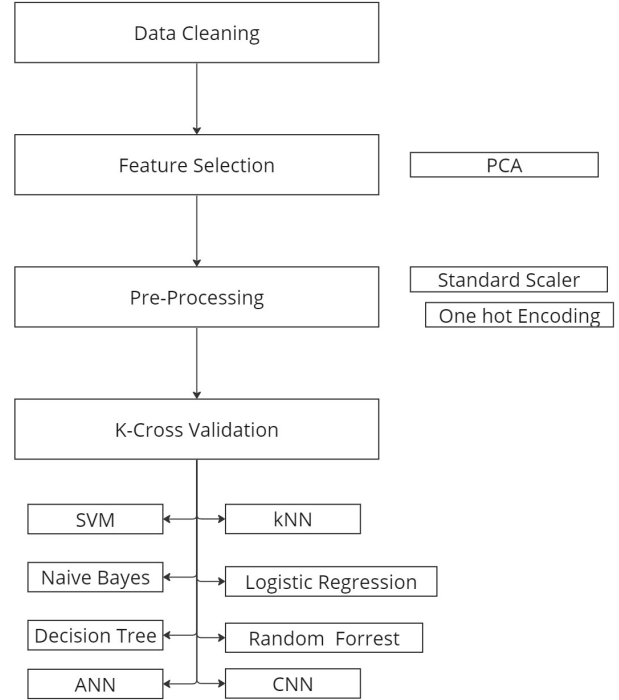 Data Cleaning
Feature Selection
PCA
Pre-Processing
Standard Scaler
One hot Encoding
K-Cross Validation
SVM
kNN
Naive Bayes
Logistic Regression
Decision Tree
Random Forrest
ANN
CNN